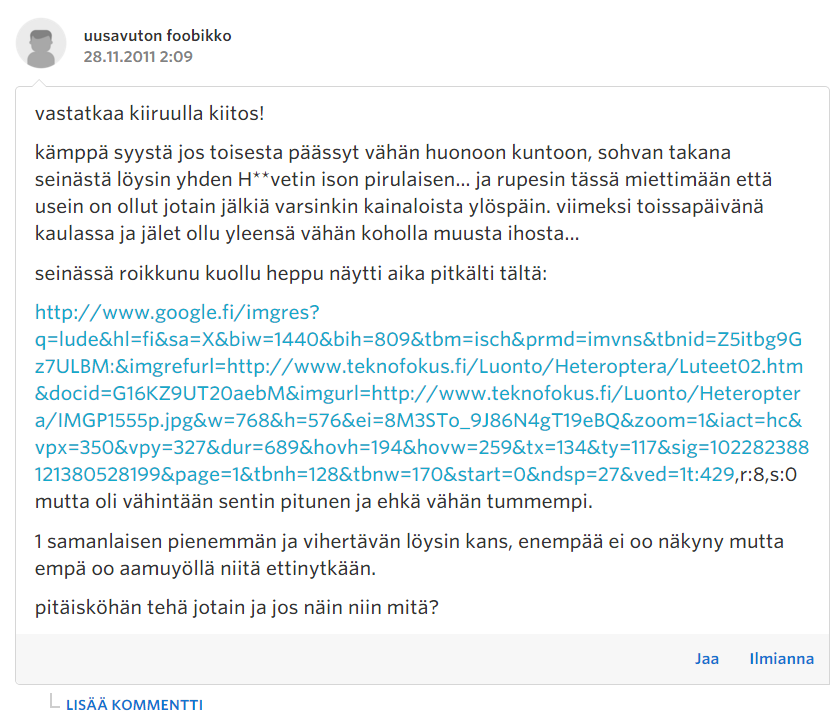 uusavuton foobikko
28.11.2011 2:09
vastatkaa kiiruulla kiitos!
kämppä syystä jos toisesta päässyt vähän huonoon kuntoon, sohvan takana
seinästä löysin yhden H**vetin ison pirulaisen... ja rupesin tässä miettimään että
usein on ollut jotain jälkiä varsinkin kainaloista ylöspäin. viimeksi toissapäivänä
kaulassa ja jälet ollu yleensä vähän koholla muusta ihosta...
seinässä roikkunu kuollu heppu näytti aika pitkälti tältä:
http://www.google.fi/imgres?
q=lude&hl=fi&sa=X&biw=1440&bih=809&tbm=isch&prmd=imvns&tbnid=Z5itbg9G
z7ULBM:&imgrefurl=http://www.teknofokus.fi/Luonto/Heteroptera/Luteet02.htm
&docid=G16KZ9UT20aebM&imgurl=http://www.teknofokus.fi/Luonto/Heteropter
a/IMGP1555p.jpg&w=768&h=576&ei=8M3STo_9J86N4gT19eBQ&zoom=1&iact=hc&
vpx=350&vpy=327&dur=689&hovh=194&hovw=259&tx=134&ty=117&sig=102282388
121380528199&page=1&tbnh=128&tbnw=170&start=0&ndsp=27&ved=1t:429,r:8,s:0
mutta oli vähintään sentin pitunen ja ehkä vähän tummempi.
1 samanlaisen pienemmän ja vihertävän löysin kans, enempää ei oo näkyny mutta
empä oo aamuyöllä niitä ettinytkään.
pitäisköhän tehä jotain ja jos näin niin mitä?
Jaa Ilmianna
LISÄÄ KOMMENTTI